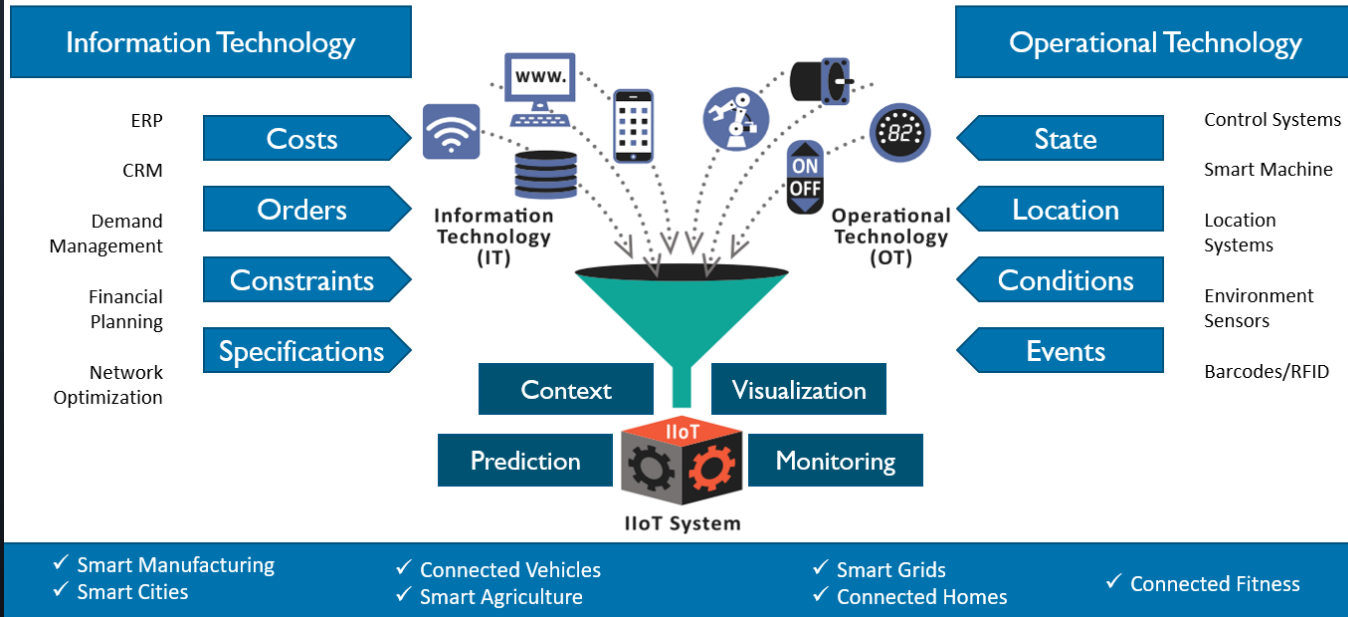 Information Technology
Operational Technology
ERP
CRM
Demand
Management
Financial
Planning
Network
Optimization
Costs
Orders
Constraints
Specifications
www.
Information
Technology
(IT)
82
ON
OFF
Operational
Technology
(OT)
State
Location
Conditions
Events
Control Systems
Smart Machine
Location
Systems
Environment
Sensors
Barcodes/RFID
Context
Visualization
Prediction
Monitoring
IIoT
IIoT System
✓ Smart Manufacturing
✓ Smart Cities
✓ Connected Vehicles
✓ Smart Agriculture
✓ Smart Grids
✓ Connected Homes
✓ Connected Fitness